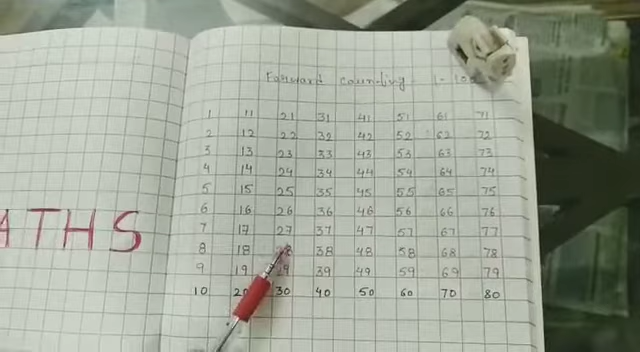 Forward counting 1-100
1 11 21 31 41 51 61 71
2 12 22 32 42 52 62 72
3 13 23 33 43 53 63 73
4 14 24 34 44 54 64 74
5 15 25 35 45 55 65 75
6 16 26 36 46 56 66 76
7 17 27 37 47 57 67 77
ATHS
8 18 38 48 58 68 78
9 19 29 39 49 59 69 79
10 20 30 40 50 60 70 80